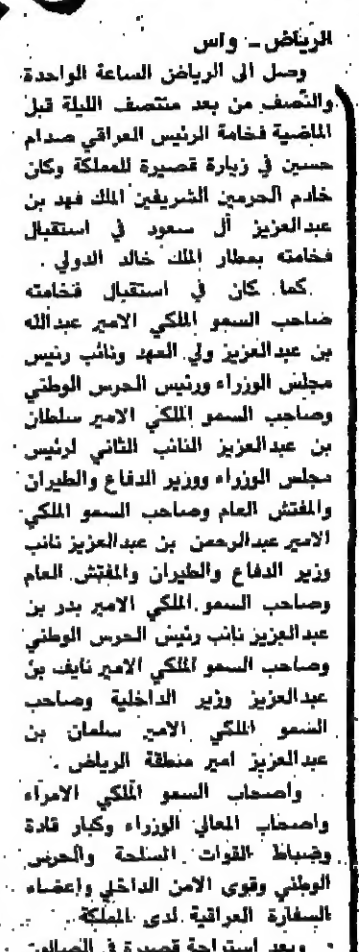 الرياض ـ واس
وصل الى الرياض الساعة الواحدة
والنصف من بعد منتصف الليلة قبل
الماضية فخامة الرئيس العراقي صدام
حسين في زيارة قصيرة للمملكة وكان
خادم الحرمين الشريفين الملك فهد بن
عبدالعزيز آل سعود في استقبال
فخامته بمطار الملك خالد الدولي .
كما كان في استقبال فخامته
صاحب السمو الملكي الامير عبدالله
بن عبدالعزيز ولي العهد ونائب رئيس
مجلس الوزراء ورئيس الحرس الوطني
وصاحب السمو الملكي الامير سلطان
بن عبدالعزيز النائب الثاني لرئيس
مجلس الوزراء ووزير الدفاع والطيران
والمفتش العام وصاحب السمو الملكي
الامير عبدالرحمن بن عبدالعزيز نائب
وزير الدفاع والطيران والمفتش العام
وصاحب السمو الملكي الامير بدر بن
عبدالعزيز نائب رئيس الحرس الوطني
وصاحب السمو الملكي الامير نايف بن
عبدالعزيز وزير الداخلية وصاحب
السمو الملكي الامير سلمان بن
عبدالعزيز امير منطقة الرياض .
واصحاب السمو الملكي الامراء
واصحاب المعالي الوزراء وكبار قادة
وضباط القوات المسلحة والحرس
الوطني وقوى الامن الداخلي واعضاء
السفارة العراقية لدى المملكة .
وبعد استراحة قصيرة في